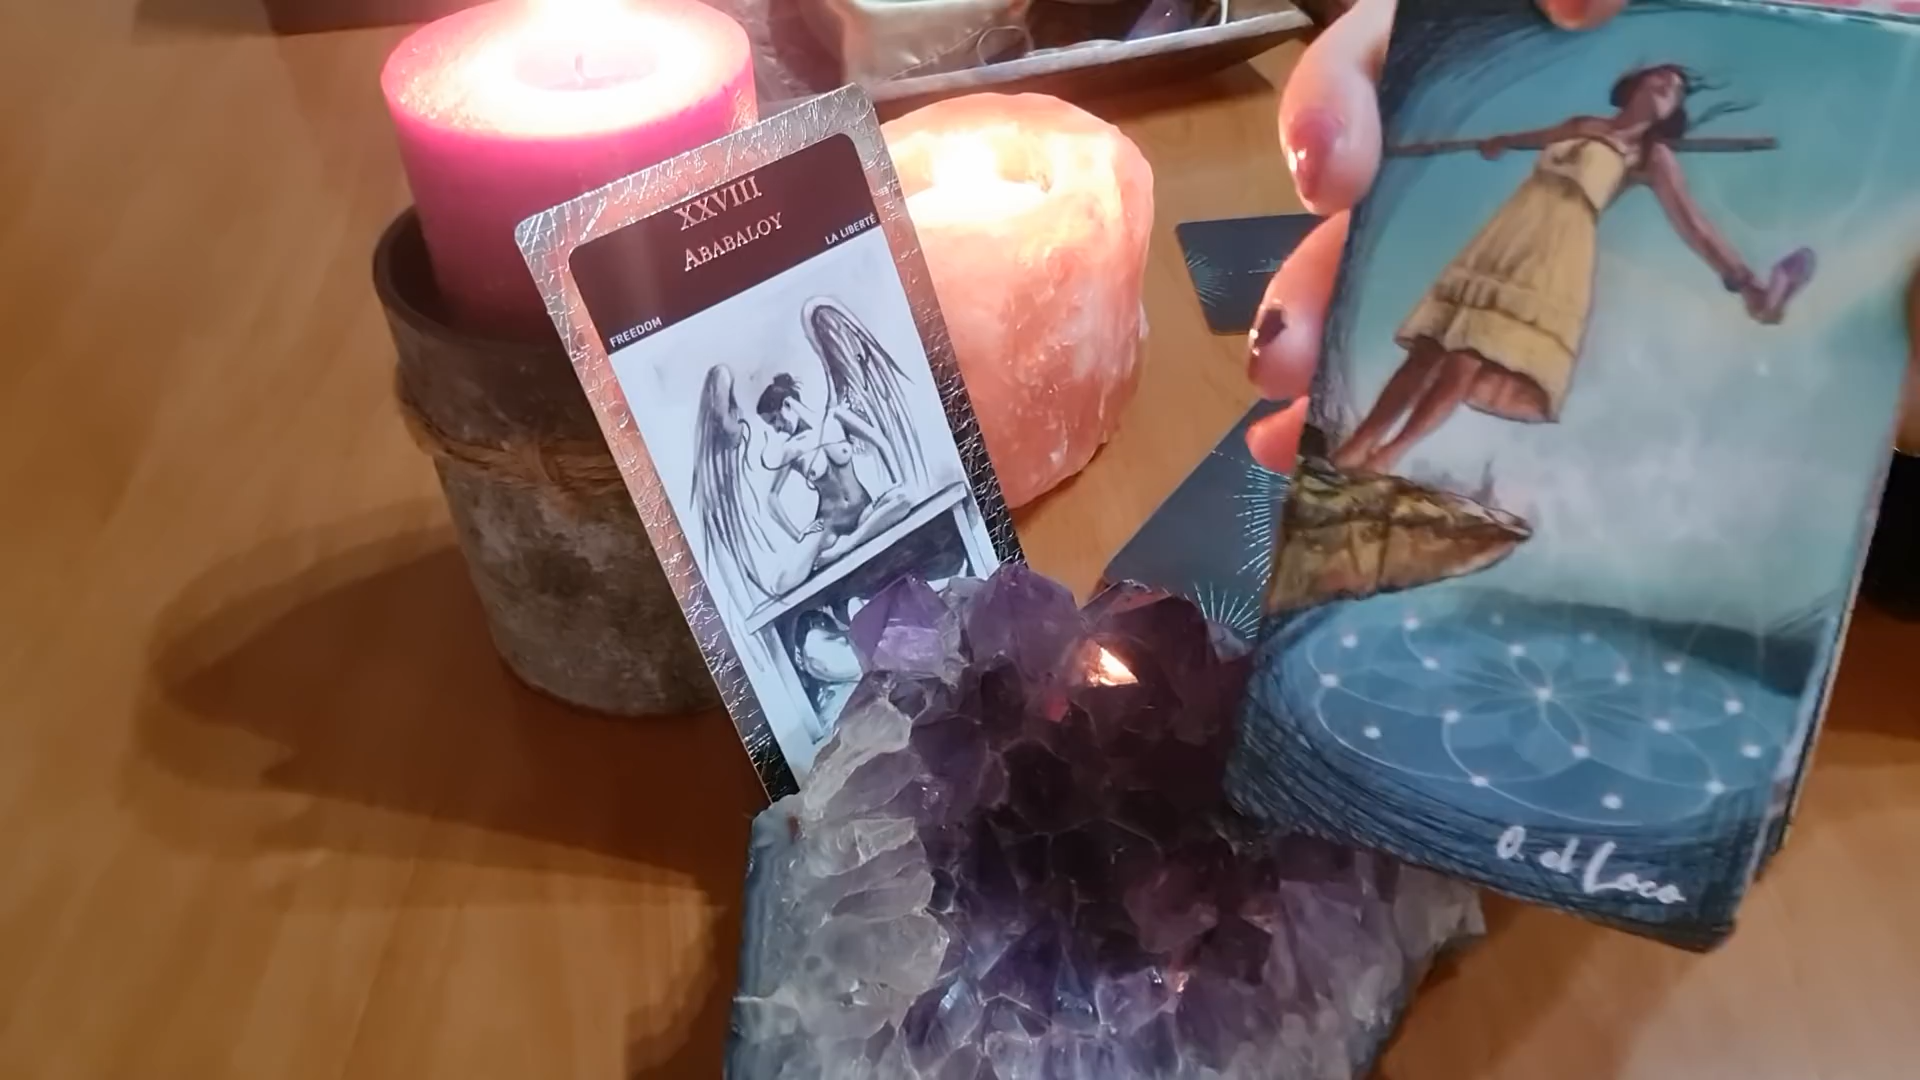 XXVIII
ABABALOY
FREEDOM
LA LIBERTÉ
0. el Loco